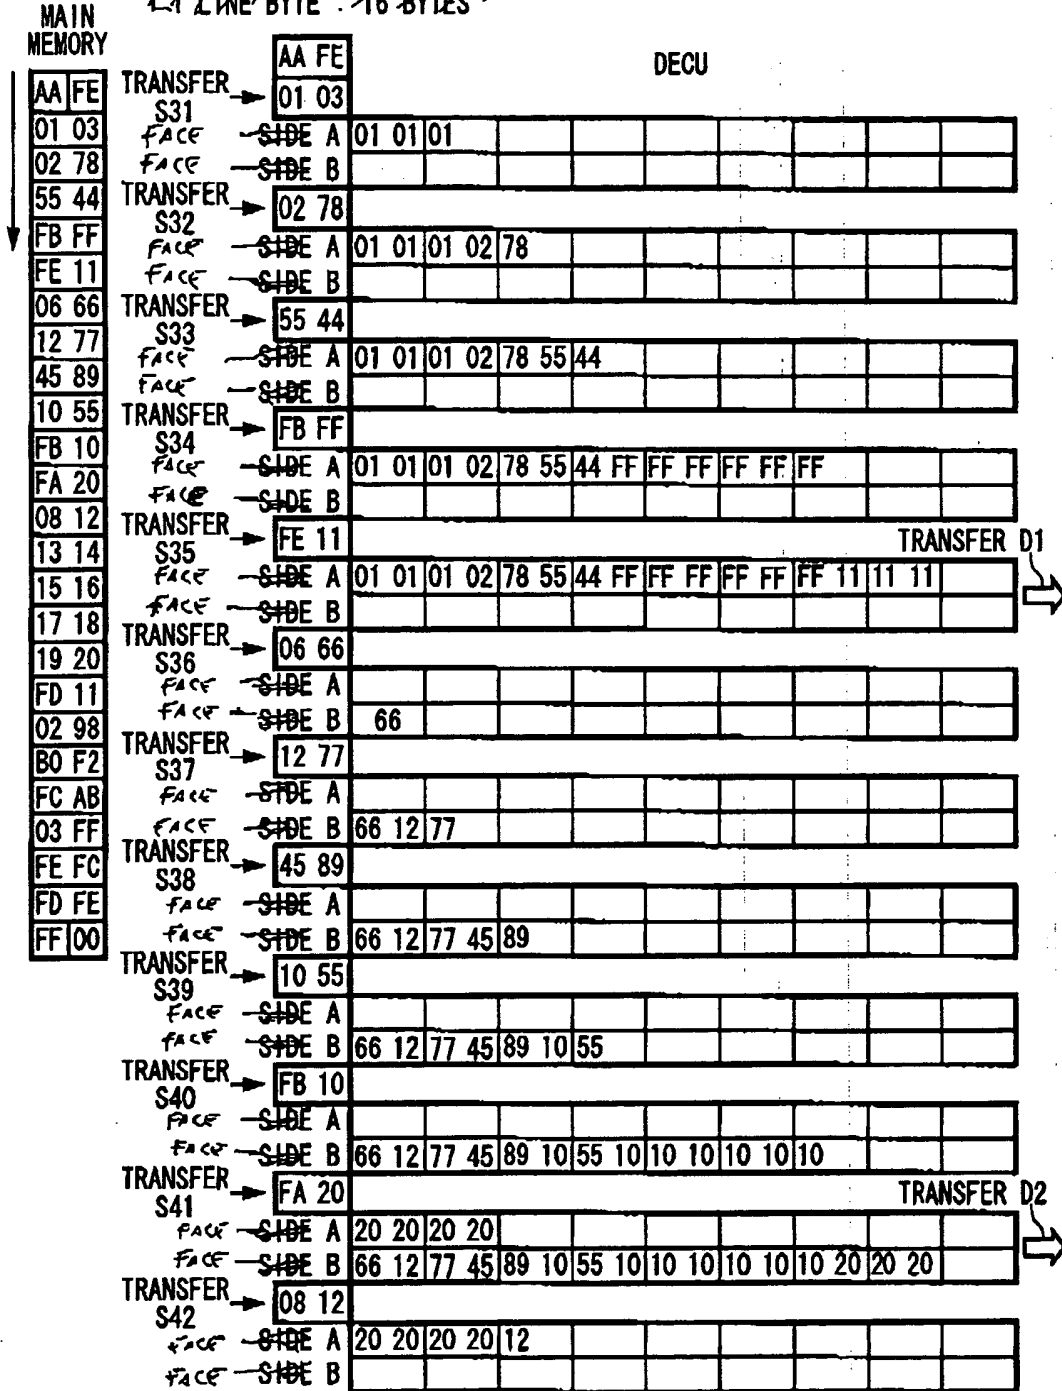 1 LINE BYTE : 16 BYTES
MAIN
MEMORY
AA FE
01 03
02 78
55 44
FB FF
FE 11
06 66
12 77
45 89
10 55
FB 10
FA 20
08 12
13 14
15 16
17 18
19 20
FD 11
02 98
B0 F2
FC AB
03 FF
FE FC
FD FE
FF 00
DECU
AA FE
TRANSFER S31 01 03
FACE SIDE A 01 01 01
FACE SIDE B
TRANSFER S32 02 78
FACE SIDE A 01 01 01 02 78
FACE SIDE B
TRANSFER S33 55 44
FACE SIDE A 01 01 01 02 78 55 44
FACE SIDE B
TRANSFER S34 FB FF
FACE SIDE A 01 01 01 02 78 55 44 FF FF FF FF FF FF
FACE SIDE B
TRANSFER S35 FE 11 TRANSFER D1
FACE SIDE A 01 01 01 02 78 55 44 FF FF FF FF FF FF 11 11 11
FACE SIDE B
TRANSFER S36 06 66
FACE SIDE A
FACE SIDE B 66
TRANSFER S37 12 77
FACE SIDE A
FACE SIDE B 66 12 77
TRANSFER S38 45 89
FACE SIDE A
FACE SIDE B 66 12 77 45 89
TRANSFER S39 10 55
FACE SIDE A
FACE SIDE B 66 12 77 45 89 10 55
TRANSFER S40 FB 10
FACE SIDE A
FACE SIDE B 66 12 77 45 89 10 55 10 10 10 10 10 10
TRANSFER S41 FA 20 TRANSFER D2
FACE SIDE A 20 20 20 20
FACE SIDE B 66 12 77 45 89 10 55 10 10 10 10 10 10 20 20 20
TRANSFER S42 08 12
FACE SIDE A 20 20 20 20 12
FACE SIDE B